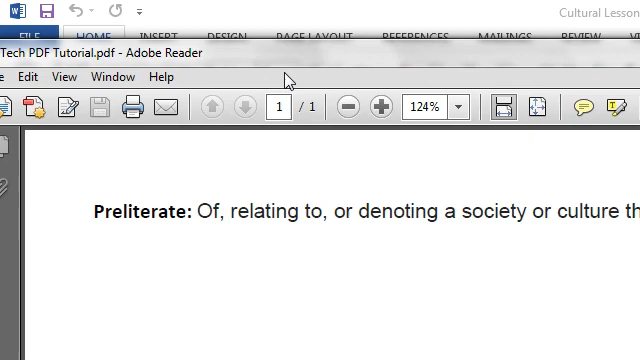 Cultural Lesson
FILE HOME INSERT DESIGN PAGE LAYOUT REFERENCES MAILINGS REVIEW
Tech PDF Tutorial.pdf - Adobe Reader
Edit View Window Help
1 / 1 124%
Preliterate: Of, relating to, or denoting a society or culture th